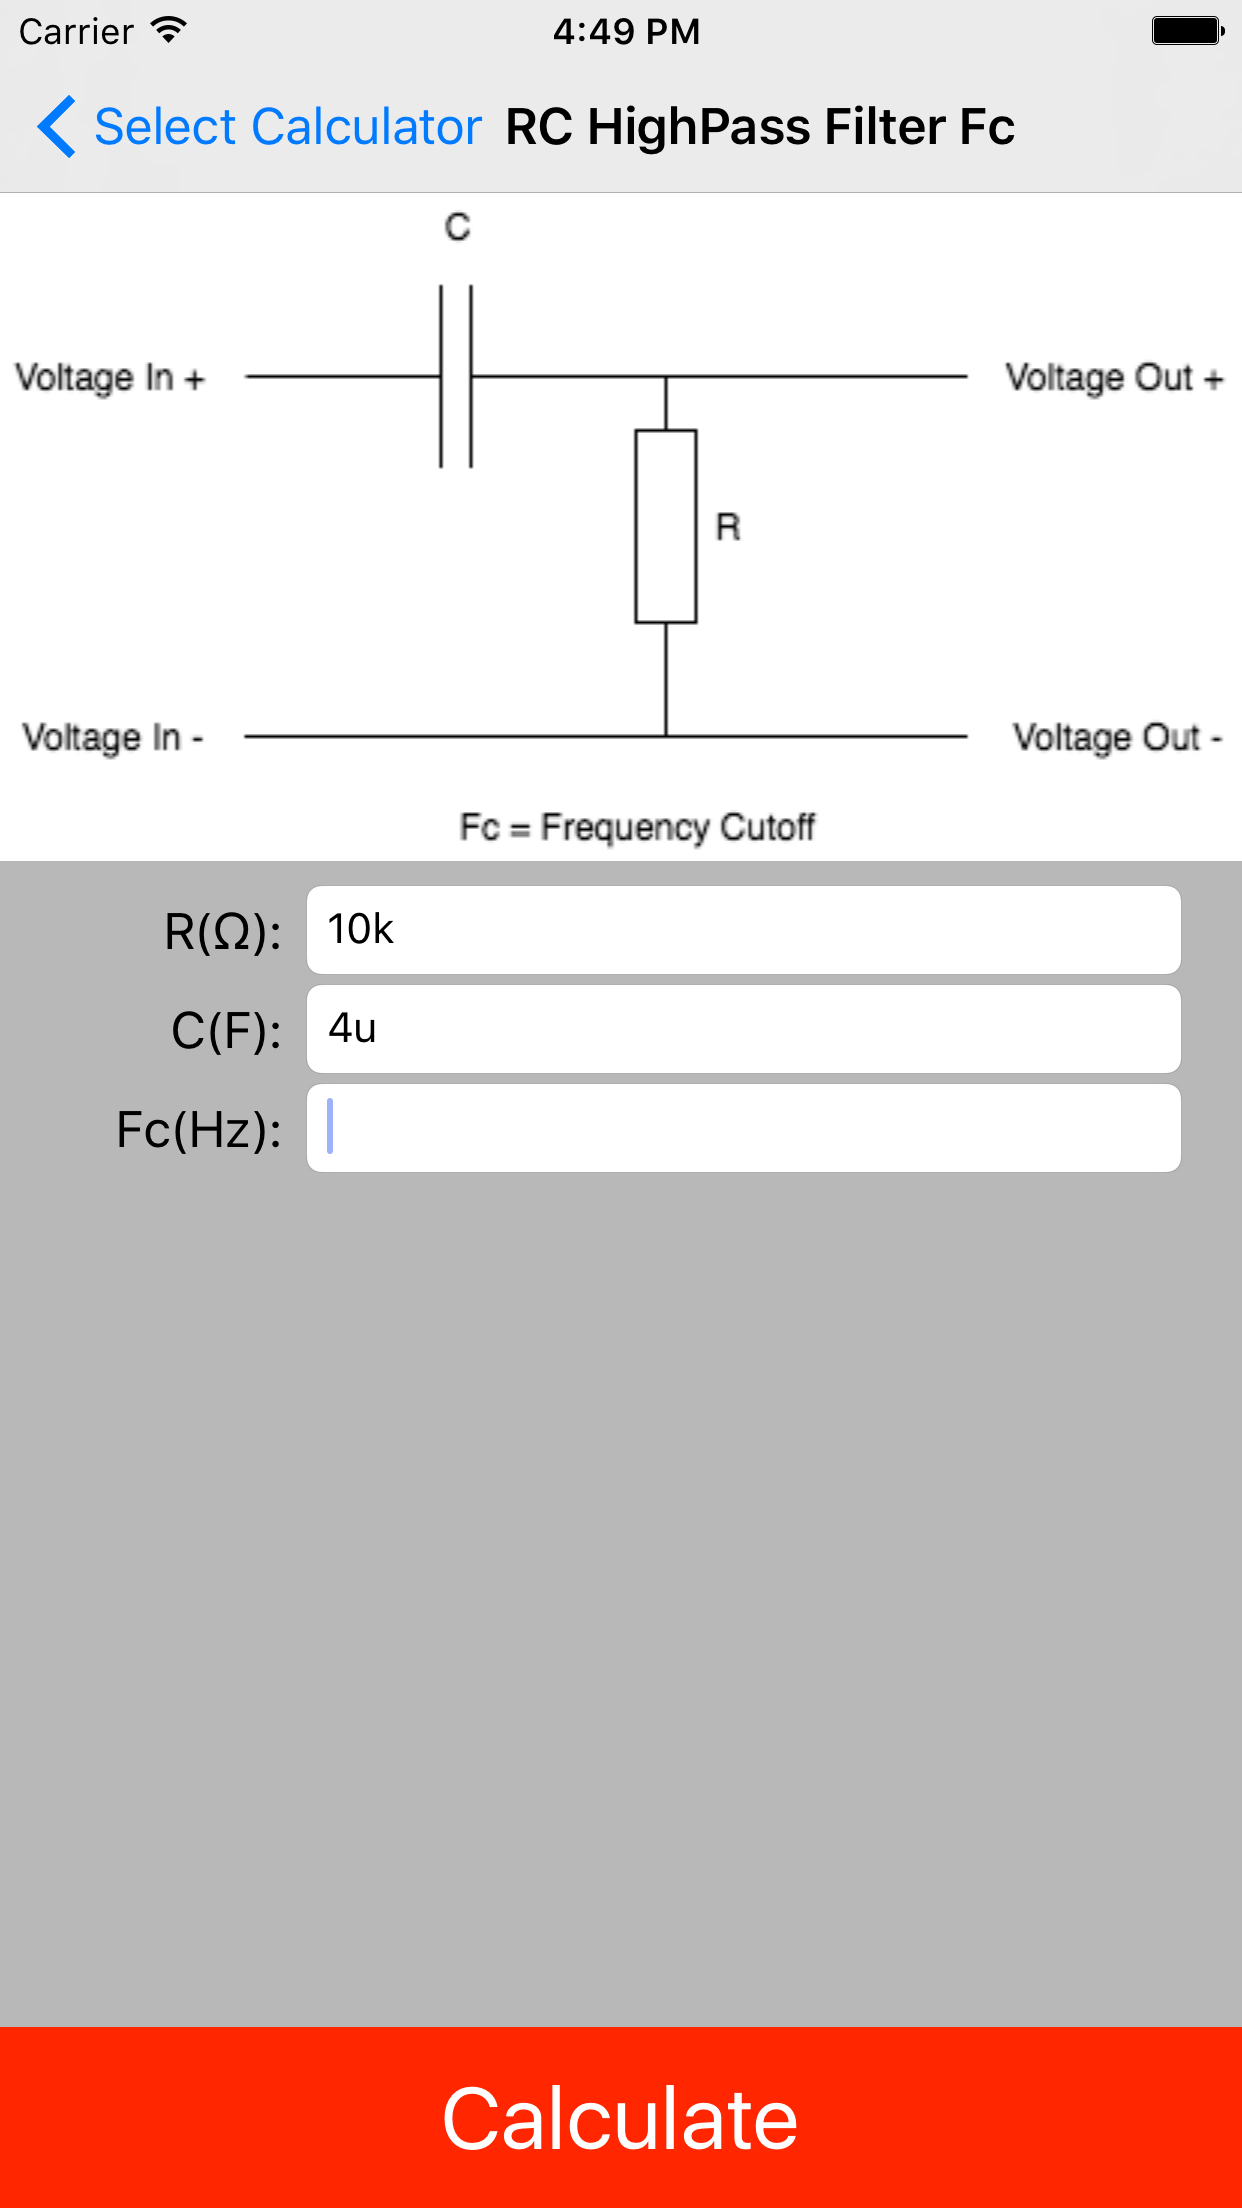 Carrier 4:49 PM
Select Calculator RC HighPass Filter Fc
C
Voltage In + Voltage Out +
R
Voltage In - Voltage Out -
Fc = Frequency Cutoff
R(Ω): 10k
C(F): 4u
Fc(Hz):
Calculate